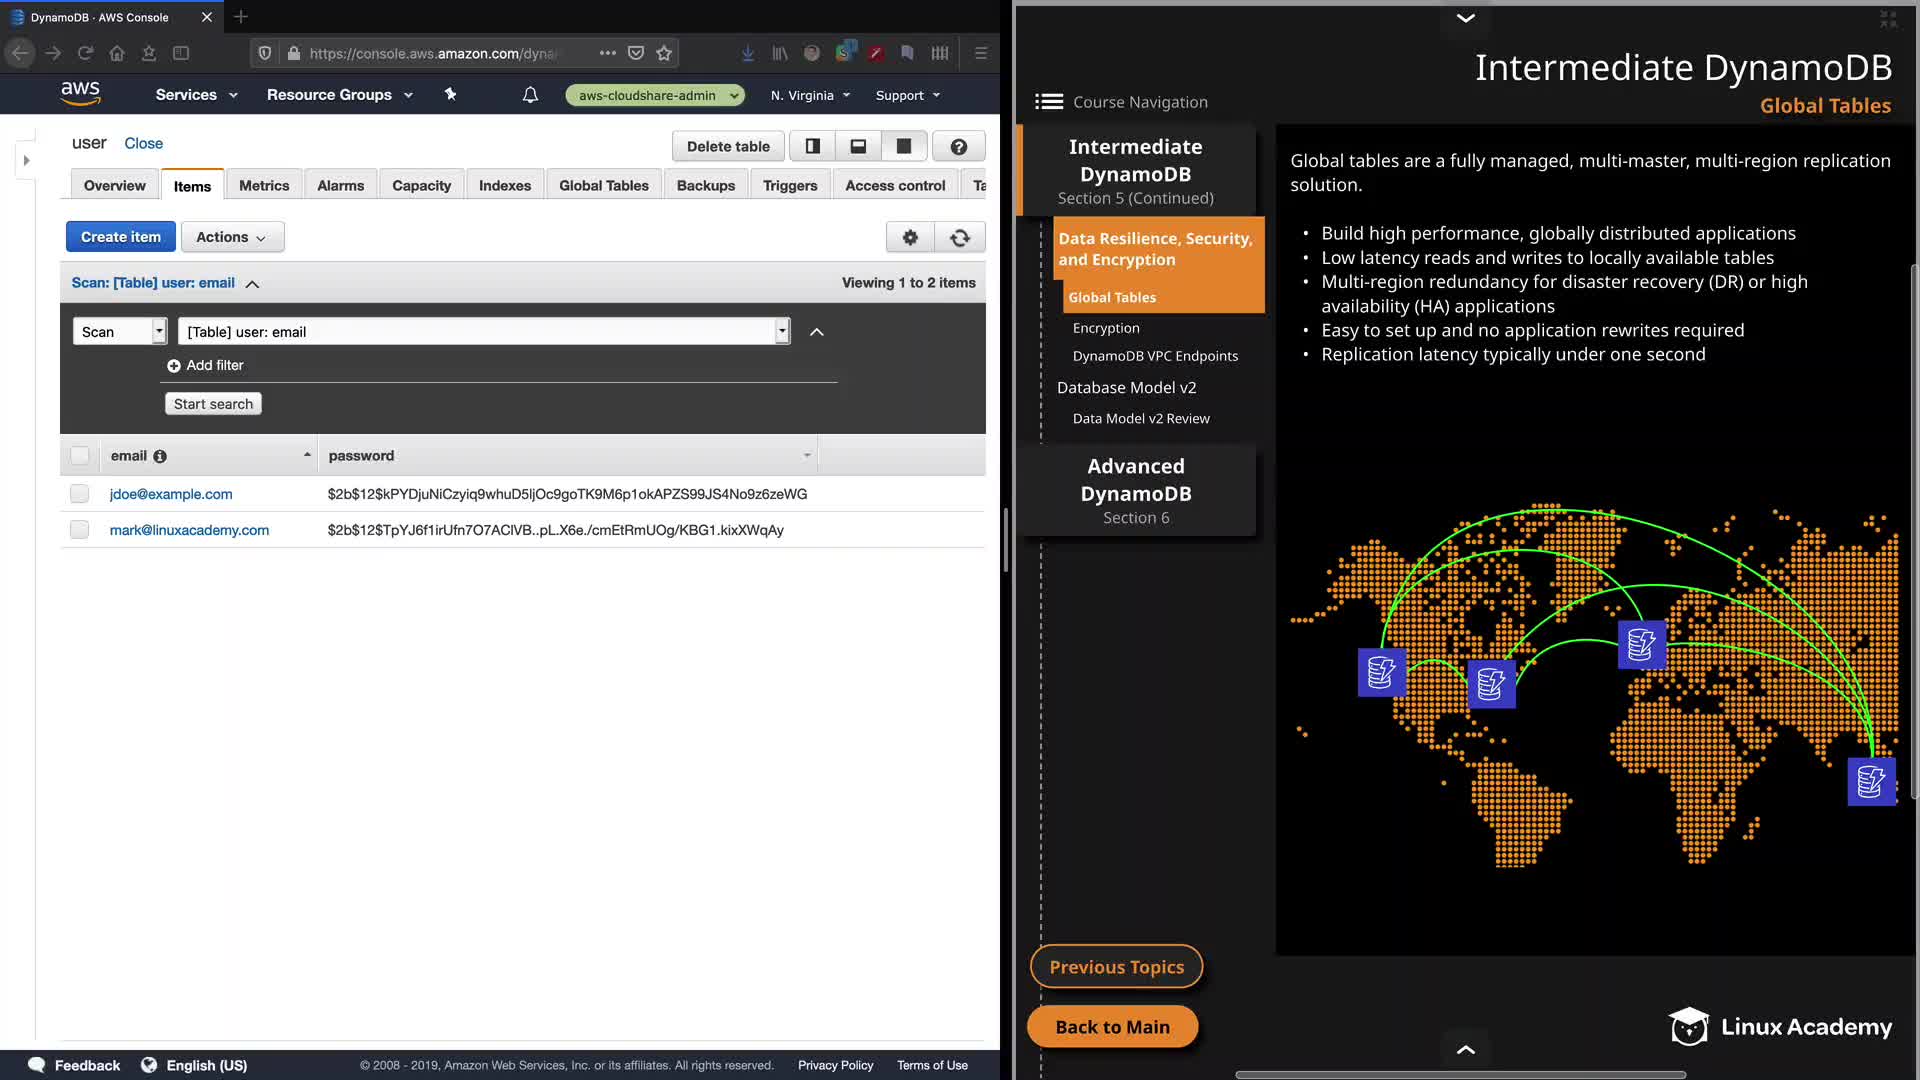 DynamoDB · AWS Console
https://console.aws.amazon.com/dyna
aws
Services
Resource Groups
aws-cloudshare-admin
N. Virginia
Support
user
Close
Delete table
Overview
Items
Metrics
Alarms
Capacity
Indexes
Global Tables
Backups
Triggers
Access control
Ta
Create item
Actions
Scan: [Table] user: email
Viewing 1 to 2 items
Scan
[Table] user: email
Add filter
Start search
email
password
jdoe@example.com
$2b$12$kPYDjuNiCzyiq9whuD5ljOc9goTK9M6p1okAPZS99JS4No9z6zeWG
mark@linuxacademy.com
$2b$12$TpYJ6f1irUfn7O7AClVB..pL.X6e./cmEtRmUOg/KBG1.kixXWqAy
Feedback
English (US)
© 2008 - 2019, Amazon Web Services, Inc. or its affiliates. All rights reserved.
Privacy Policy
Terms of Use
Intermediate DynamoDB
Global Tables
Course Navigation
Intermediate
DynamoDB
Section 5 (Continued)
Data Resilience, Security,
and Encryption
Global Tables
Encryption
DynamoDB VPC Endpoints
Database Model v2
Data Model v2 Review
Advanced
DynamoDB
Section 6
Previous Topics
Back to Main
Global tables are a fully managed, multi-master, multi-region replication
solution.
• Build high performance, globally distributed applications
• Low latency reads and writes to locally available tables
• Multi-region redundancy for disaster recovery (DR) or high
availability (HA) applications
• Easy to set up and no application rewrites required
• Replication latency typically under one second
Linux Academy